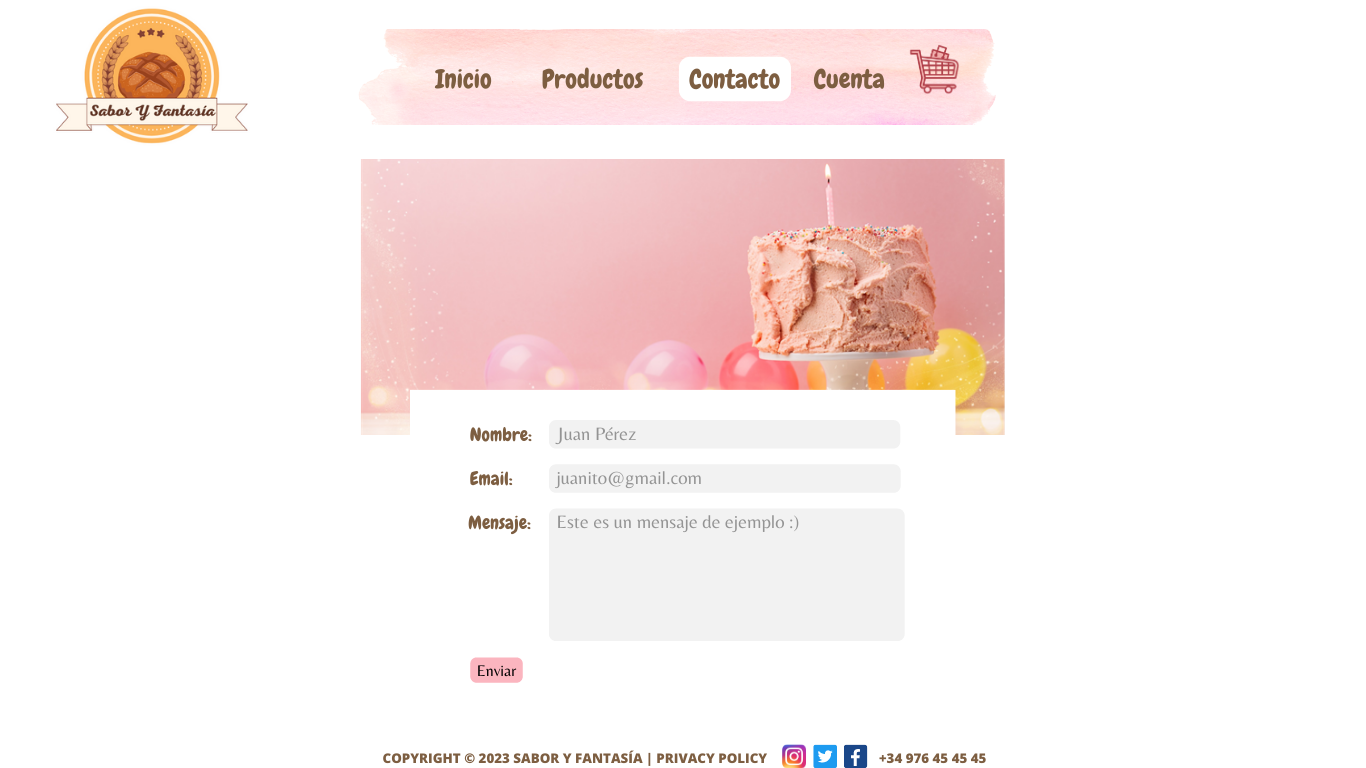 Sabor Y Fantasía
Inicio Productos Contacto Cuenta
Nombre: Juan Pérez
Email: juanito@gmail.com
Mensaje: Este es un mensaje de ejemplo :)
Enviar
COPYRIGHT © 2023 SABOR Y FANTASÍA | PRIVACY POLICY +34 976 45 45 45